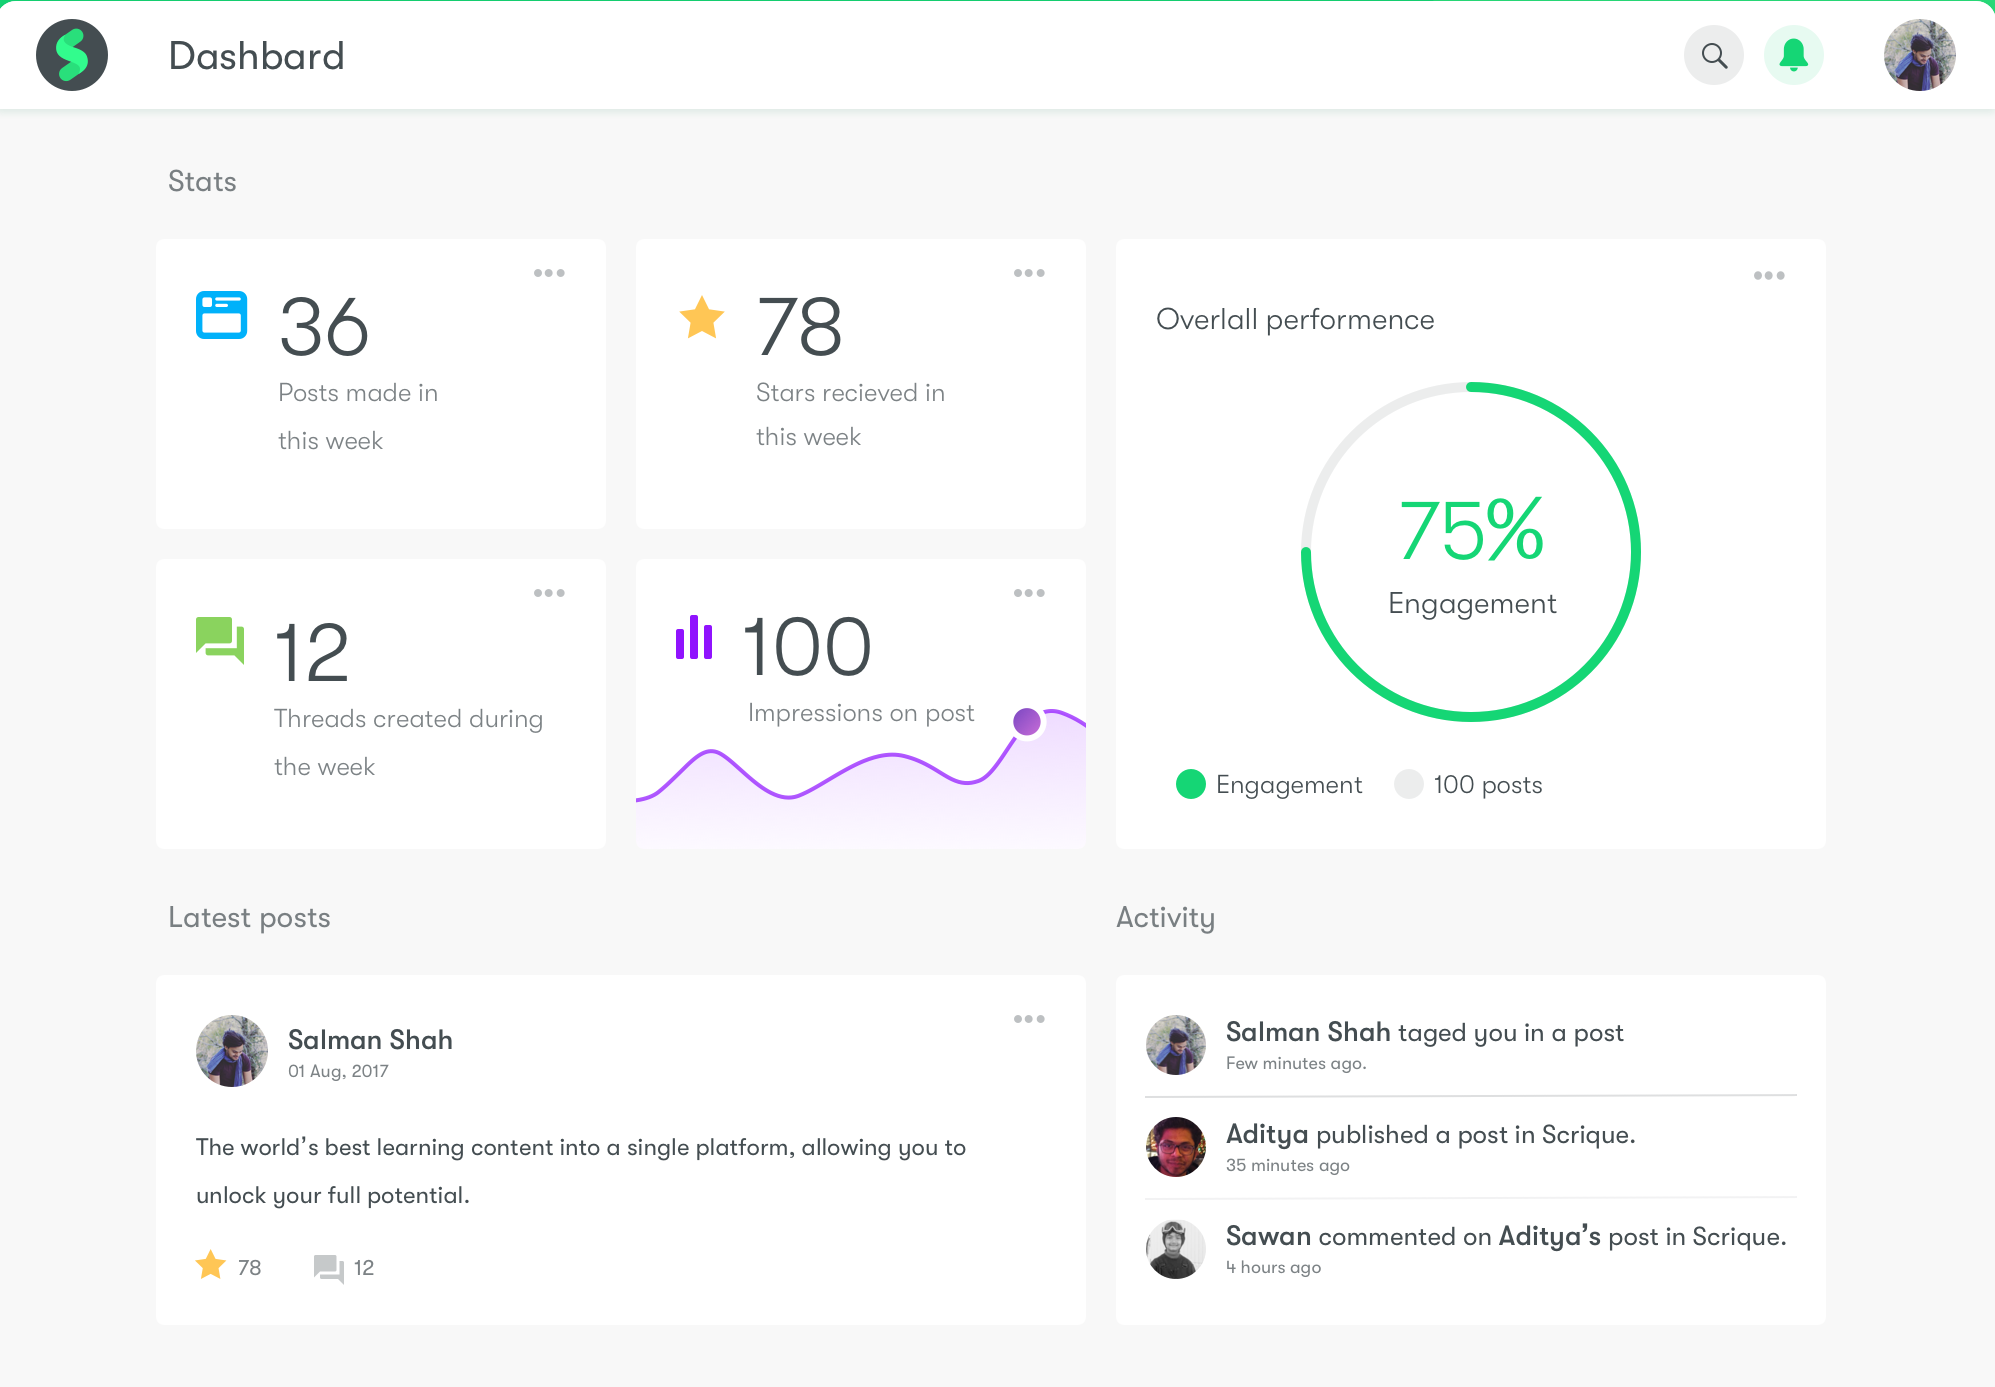 Dashbard
Stats
36
Posts made in
this week
78
Stars recieved in
this week
Overlall performence
75%
Engagement
Engagement
100 posts
12
Threads created during
the week
100
Impressions on post
Latest posts
Salman Shah
01 Aug, 2017
The world's best learning content into a single platform, allowing you to
unlock your full potential.
78
12
Activity
Salman Shah taged you in a post
Few minutes ago.
Aditya published a post in Scrique.
35 minutes ago
Sawan commented on Aditya's post in Scrique.
4 hours ago